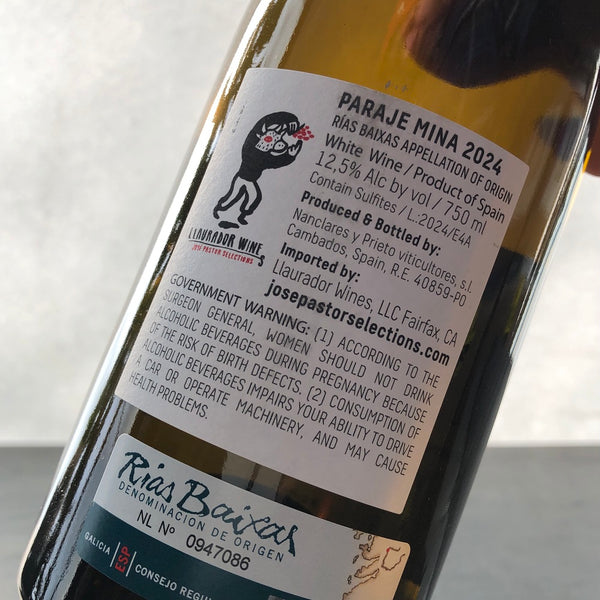 PARAJE MINA 2024
RÍAS BAIXAS APPELLATION OF ORIGIN
White Wine / Product of Spain
12,5% Alc by vol / 750 ml
Contain Sulfites / L.:2024/E4A
Produced & Bottled by:
Nanclares y Prieto viticultores, s.l.
Cambados, Spain, R.E. 40859-PO
Imported by:
Llaurador Wines, LLC Fairfax, CA
josepastorselections.com
LLAURADOR WINES
JOSE PASTOR SELECTIONS
GOVERNMENT WARNING: (1) ACCORDING TO THE
SURGEON GENERAL, WOMEN SHOULD NOT DRINK
ALCOHOLIC BEVERAGES DURING PREGNANCY BECAUSE
OF THE RISK OF BIRTH DEFECTS, (2) CONSUMPTION OF
ALCOHOLIC BEVERAGES IMPAIRS YOUR ABILITY TO DRIVE
A CAR OR OPERATE MACHINERY, AND MAY CAUSE
HEALTH PROBLEMS.
Rías Baixas
DENOMINACION DE ORIGEN
NL Nº 0947086
GALICIA
ESP
CONSEJO